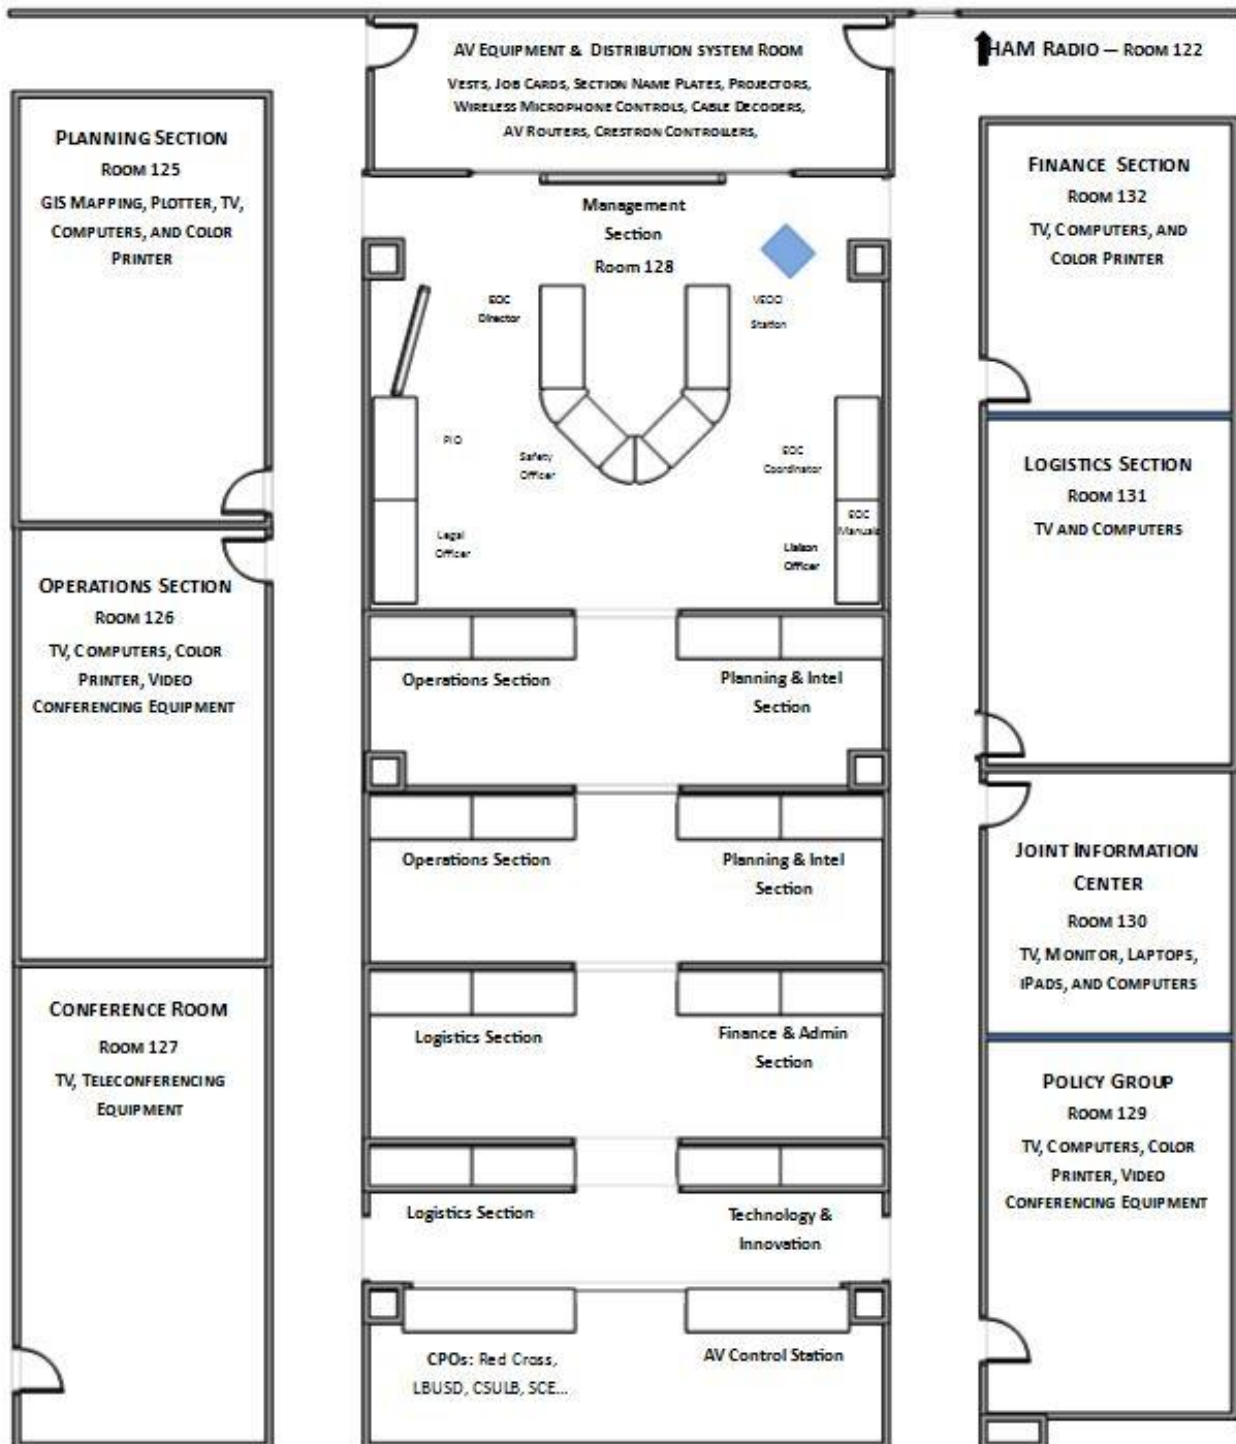 AV EQUIPMENT & DISTRIBUTION SYSTEM ROOM
VESTS, JOB CARDS, SECTION NAME PLATES, PROJECTORS,
WIRELESS MICROPHONE CONTROLS, CABLE DECODERS,
AV ROUTERS, CRESTRON CONTROLLERS,
HAM RADIO – ROOM 122
PLANNING SECTION
ROOM 125
GIS MAPPING, PLOTTER, TV,
COMPUTERS, AND COLOR
PRINTER
OPERATIONS SECTION
ROOM 126
TV, COMPUTERS, COLOR
PRINTER, VIDEO
CONFERENCING EQUIPMENT
CONFERENCE ROOM
ROOM 127
TV, TELECONFERENCING
EQUIPMENT
Management
Section
Room 128
EOC
Director
Station
PIO
Safety
Officer
EOC
Coordinator
Legal
Officer
EOC
Manuals
Liaison
Officer
Operations Section
Planning & Intel
Section
Operations Section
Planning & Intel
Section
Logistics Section
Finance & Admin
Section
Logistics Section
Technology &
Innovation
CPOs: Red Cross,
LBUSD, CSULB, SCE...
AV Control Station
FINANCE SECTION
ROOM 132
TV, COMPUTERS, AND
COLOR PRINTER
LOGISTICS SECTION
ROOM 131
TV AND COMPUTERS
JOINT INFORMATION
CENTER
ROOM 130
TV, MONITOR, LAPTOPS,
IPADS, AND COMPUTERS
POLICY GROUP
ROOM 129
TV, COMPUTERS, COLOR
PRINTER, VIDEO
CONFERENCING EQUIPMENT